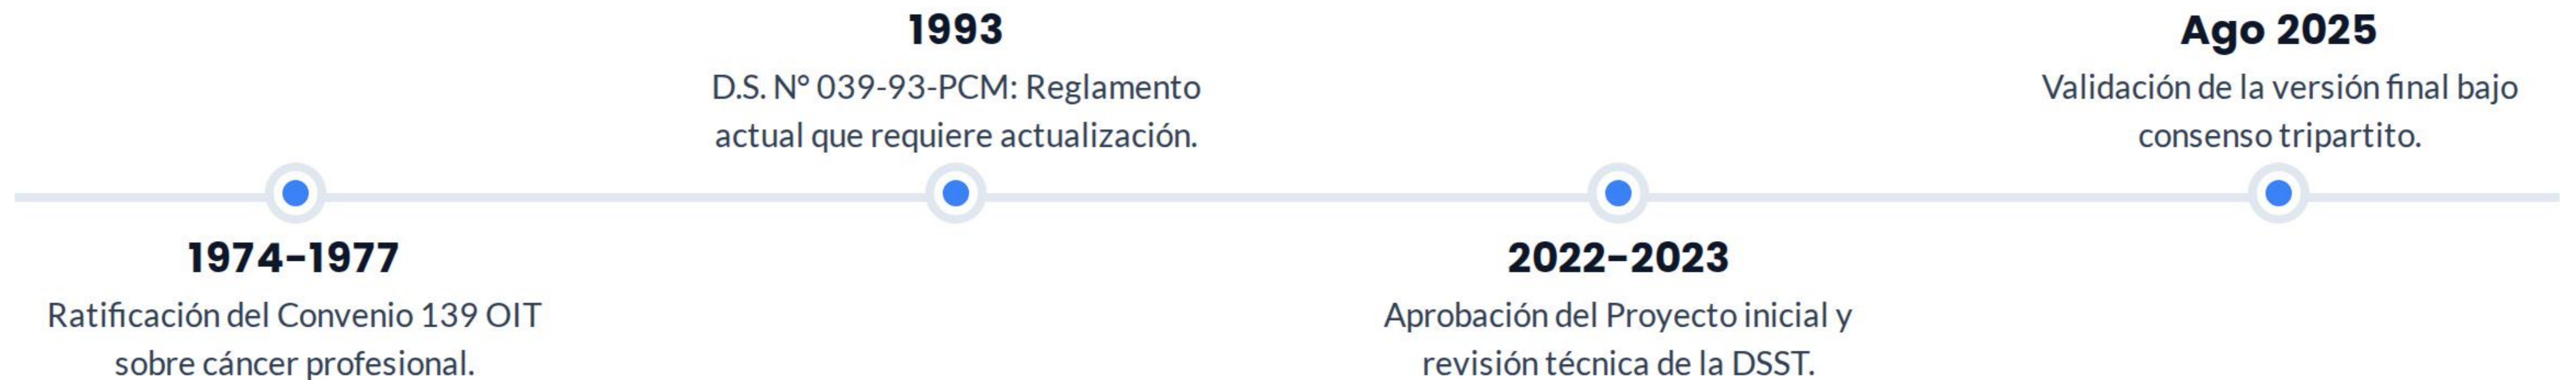 1974-1977
Ratificación del Convenio 139 OIT
sobre cáncer profesional.
1993
D.S. N° 039-93-PCM: Reglamento
actual que requiere actualización.
2022-2023
Aprobación del Proyecto inicial y
revisión técnica de la DSST.
Ago 2025
Validación de la versión final bajo
consenso tripartito.